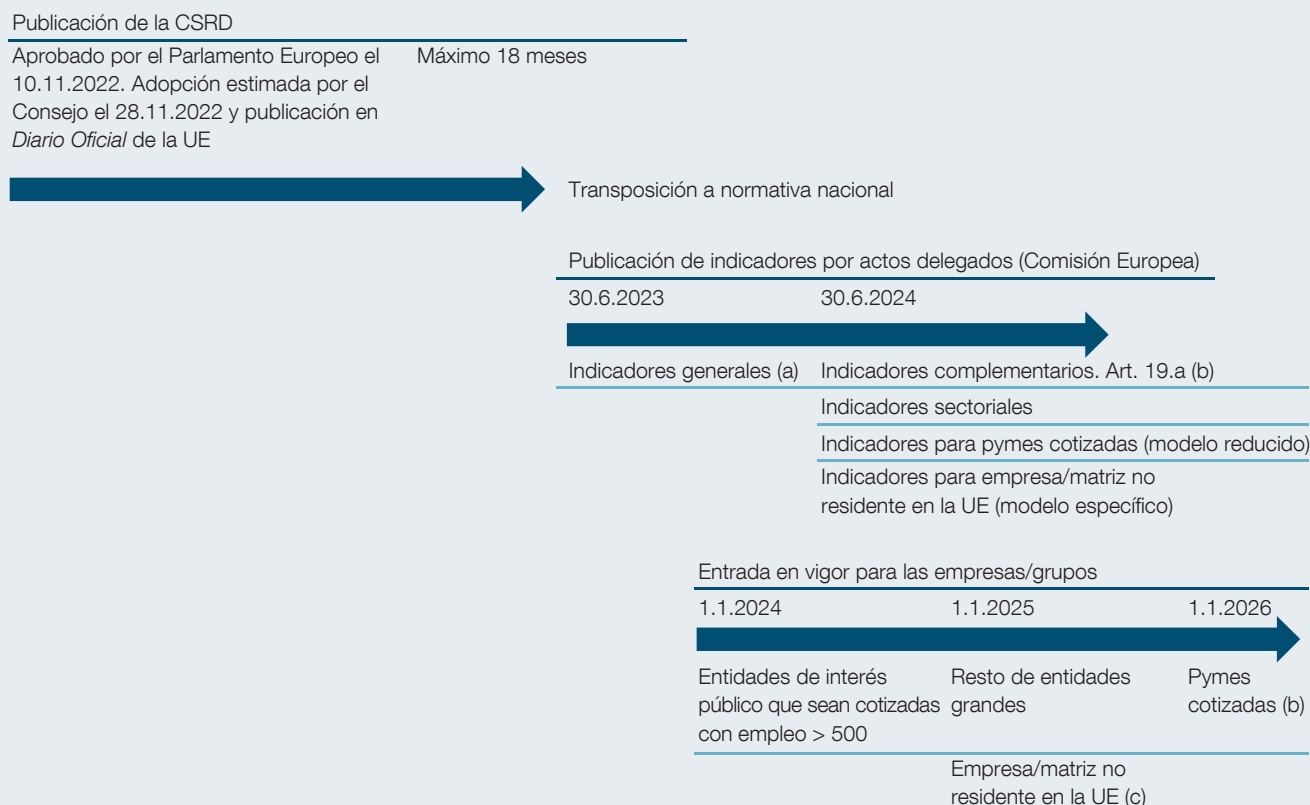 Publicación de la CSRD
Aprobado por el Parlamento Europeo el
10.11.2022. Adopción estimada por el
Consejo el 28.11.2022 y publicación en
Diario Oficial de la UE
Máximo 18 meses
Transposición a normativa nacional
Publicación de indicadores por actos delegados (Comisión Europea)
30.6.2023
30.6.2024
Indicadores generales (a)
Indicadores complementarios. Art. 19.a (b)
Indicadores sectoriales
Indicadores para pymes cotizadas (modelo reducido)
Indicadores para empresa/matriz no
residente en la UE (modelo específico)
Entrada en vigor para las empresas/grupos
1.1.2024
1.1.2025
1.1.2026
Entidades de interés
público que sean cotizadas
con empleo > 500
Resto de entidades
grandes
Pymes
cotizadas (b)
Empresa/matriz no
residente en la UE (c)